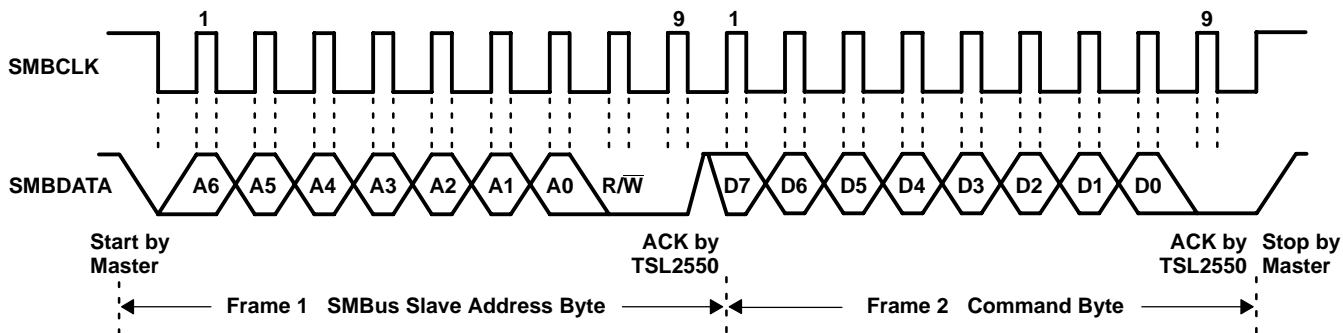 1 9 1 9
SMBCLK
SMBDATA A6 A5 A4 A3 A2 A1 A0 R/W̅ D7 D6 D5 D4 D3 D2 D1 D0
Start by
Master
ACK by
TSL2550
ACK by
TSL2550
Stop by
Master
Frame 1 SMBus Slave Address Byte
Frame 2 Command Byte